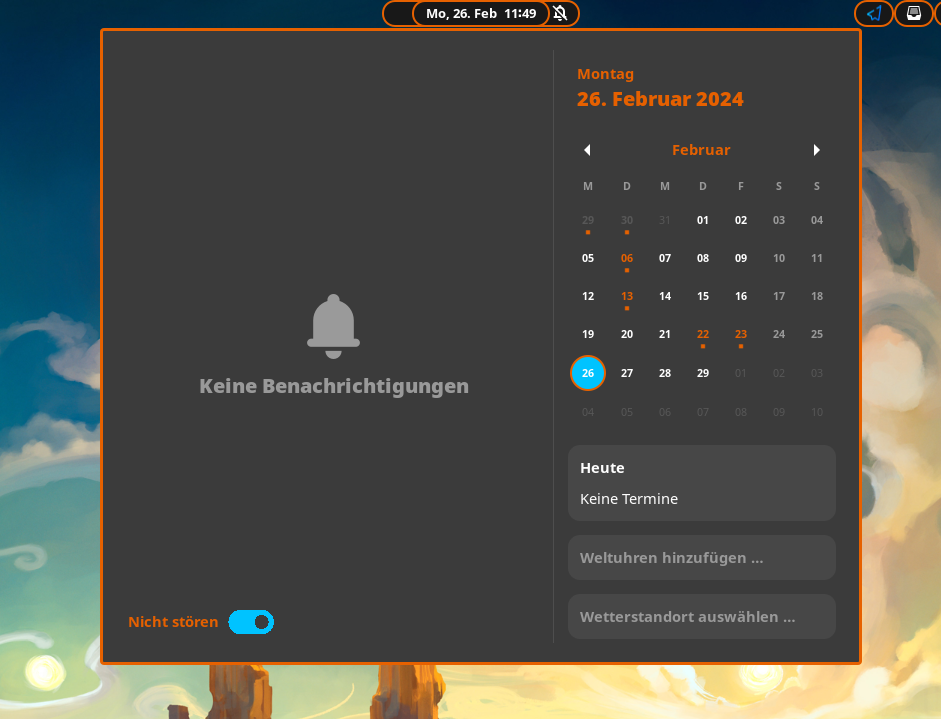 Mo, 26. Feb 11:49
Keine Benachrichtigungen
Nicht stören
Montag
26. Februar 2024
Februar
M D M D F S S
29 30 31 01 02 03 04
05 06 07 08 09 10 11
12 13 14 15 16 17 18
19 20 21 22 23 24 25
26 27 28 29 01 02 03
04 05 06 07 08 09 10
Heute
Keine Termine
Weltuhren hinzufügen ...
Wetterstandort auswählen ...